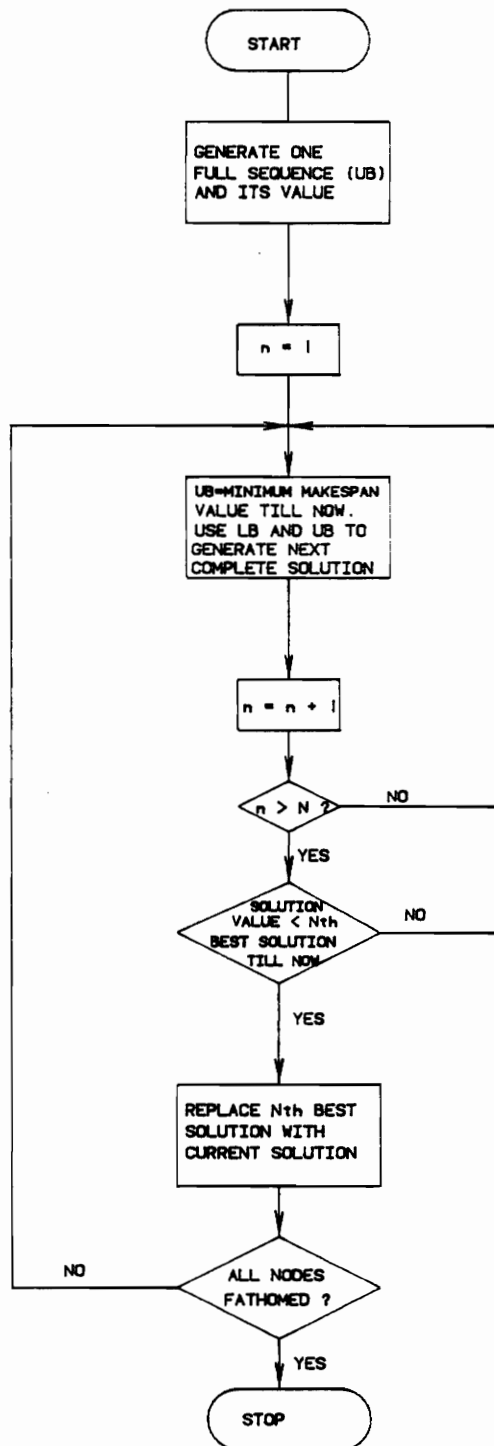 START
GENERATE ONE
FULL SEQUENCE (UB)
AND ITS VALUE
n = 1
UB=MINIMUM MAKESPAN
VALUE TILL NOW.
USE LB AND UB TO
GENERATE NEXT
COMPLETE SOLUTION
n = n + 1
n > N ?
NO
YES
SOLUTION
VALUE < Nth
BEST SOLUTION
TILL NOW
NO
YES
REPLACE Nth BEST
SOLUTION WITH
CURRENT SOLUTION
NO
ALL NODES
FATHOMED ?
YES
STOP